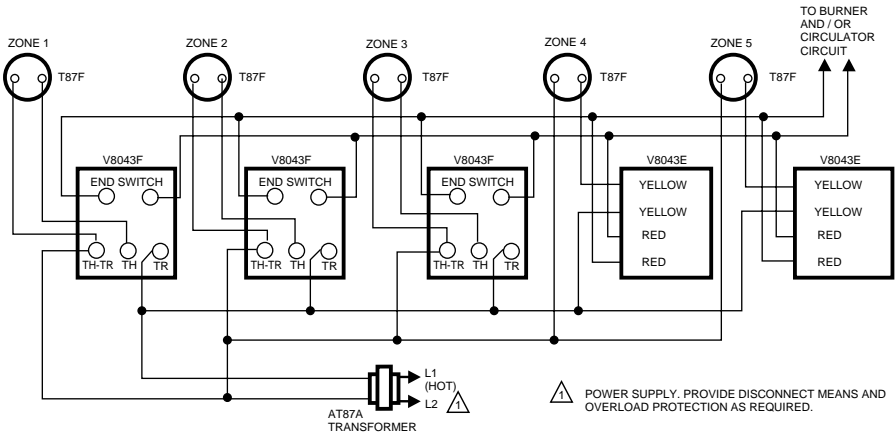 TO BURNER
AND / OR
CIRCULATOR
CIRCUIT
ZONE 1
ZONE 2
ZONE 3
ZONE 4
ZONE 5
T87F
T87F
T87F
T87F
T87F
V8043F
V8043F
V8043F
V8043E
V8043E
END SWITCH
TH-TR
TH
TR
END SWITCH
TH-TR
TH
TR
END SWITCH
TH-TR
TH
TR
YELLOW
YELLOW
RED
RED
YELLOW
YELLOW
RED
RED
L1
(HOT)
L2
1
AT87A
TRANSFORMER
1
POWER SUPPLY. PROVIDE DISCONNECT MEANS AND
OVERLOAD PROTECTION AS REQUIRED.